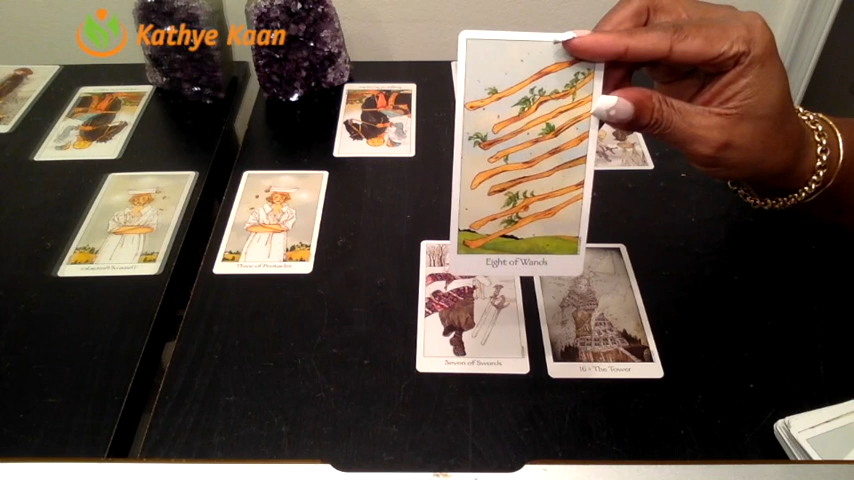 Kathye Kaan
Eight of Wands
Seven of Swords
16 • The Tower